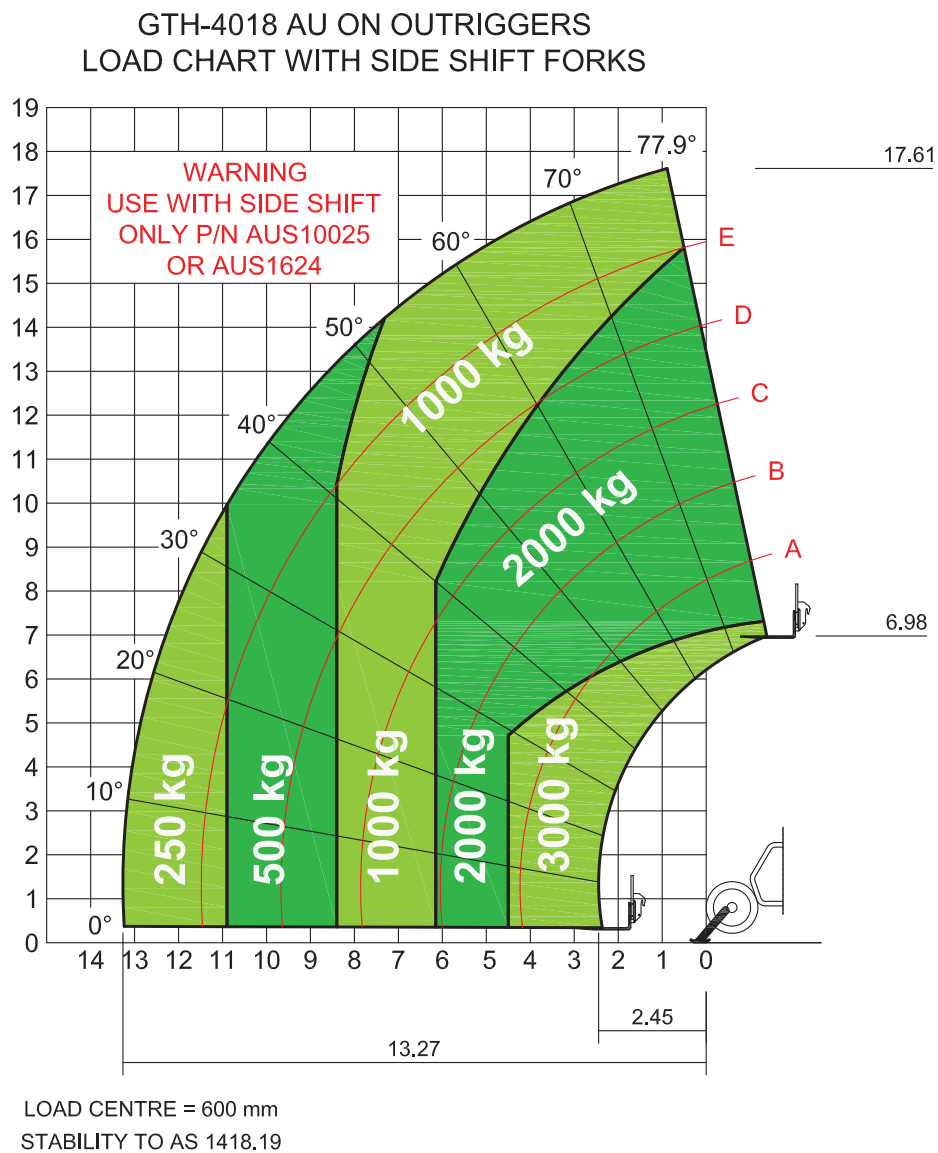 GTH-4018 AU ON OUTRIGGERS
LOAD CHART WITH SIDE SHIFT FORKS
19
18
17
16
15
14
13
12
11
10
9
8
7
6
5
4
3
2
1
0
WARNING
USE WITH SIDE SHIFT
ONLY P/N AUS10025
OR AUS1624
77.9°
70°
60°
50°
40°
30°
20°
10°
0°
17.61
E
D
C
B
A
6.98
1000 kg
2000 kg
250 kg
500 kg
1000 kg
2000 kg
3000 kg
14 13 12 11 10 9 8 7 6 5 4 3 2 1 0
2.45
13.27
LOAD CENTRE = 600 mm
STABILITY TO AS 1418.19